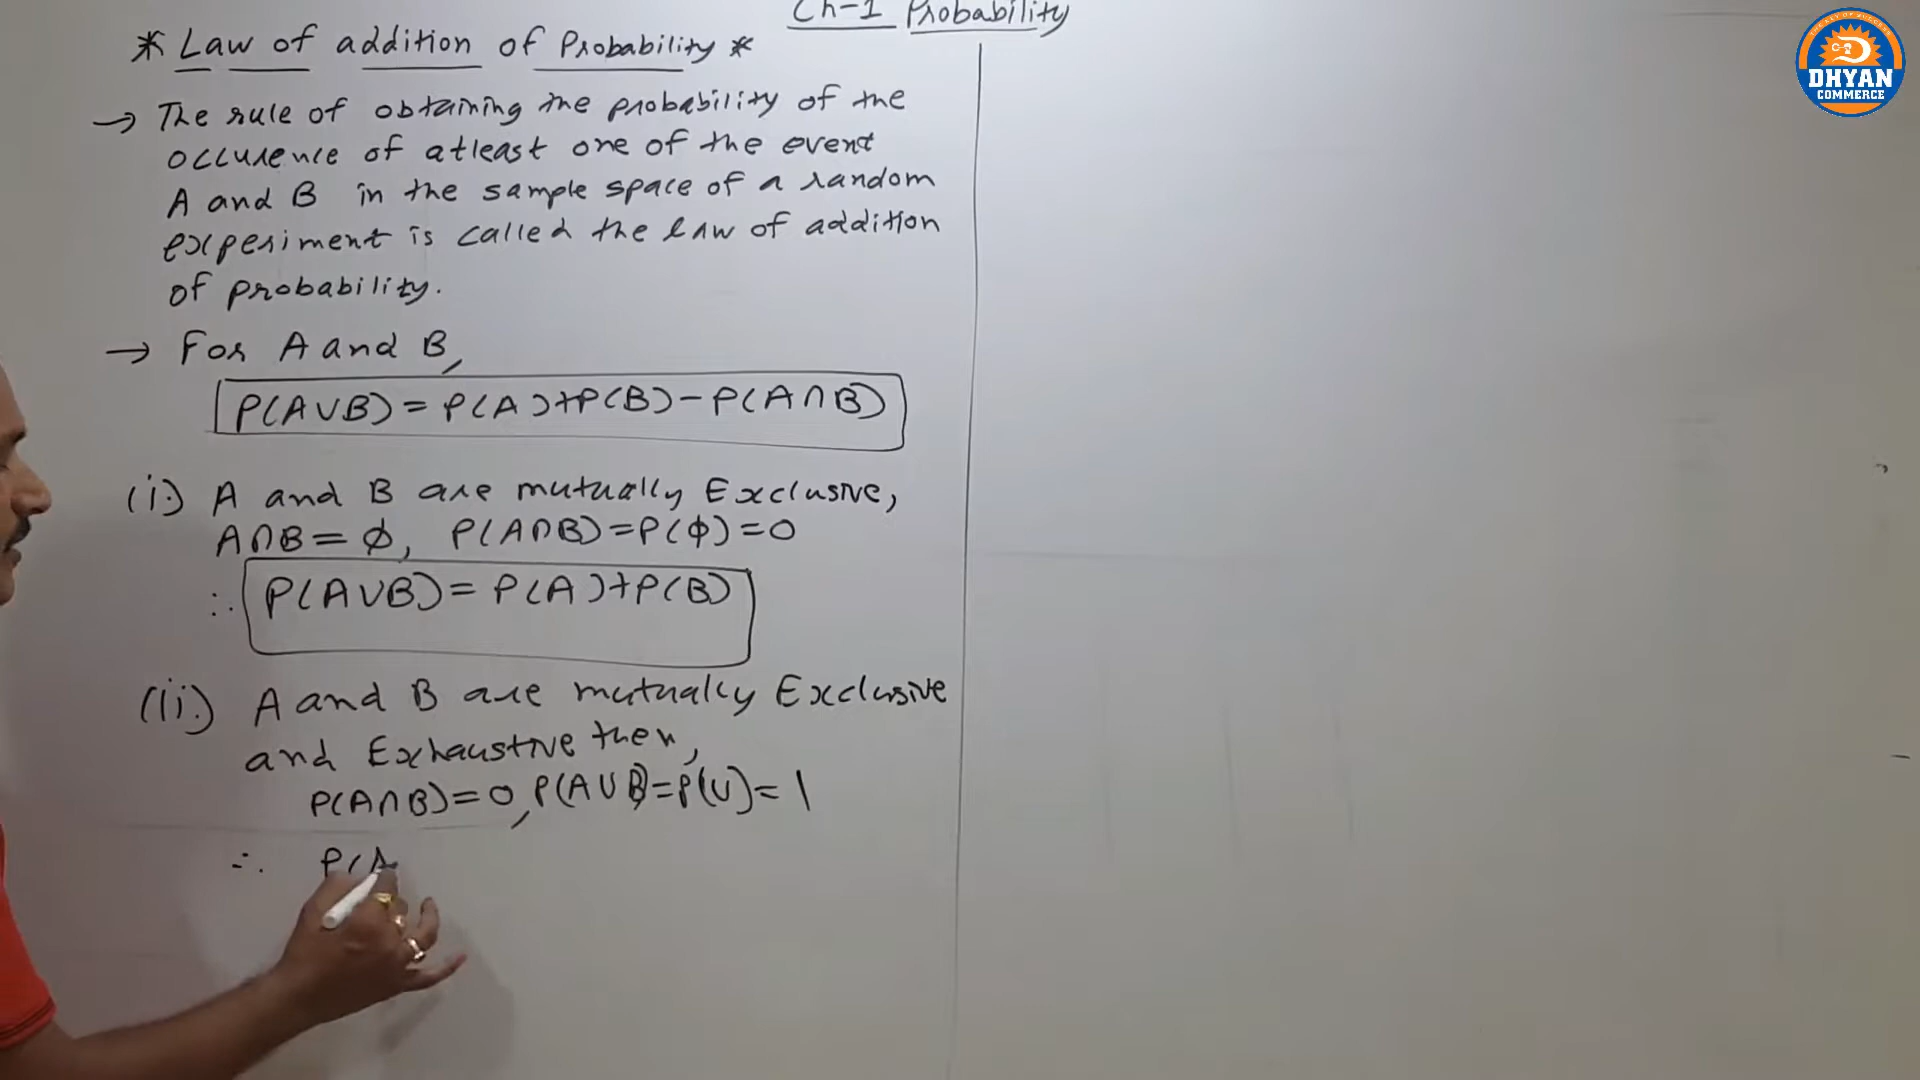 Ch-1 Probability
* Law of addition of Probability *
→ The rule of obtaining the probability of the
occurence of atleast one of the event
A and B in the sample space of a random
experiment is called the law of addition
of probability.
→ For A and B,
P(A∪B) = P(A)+P(B)-P(A∩B)
(i.) A and B are mutually Exclusive,
A∩B = ϕ, P(A∩B)=P(ϕ)=0
∴ P(A∪B) = P(A)+P(B)
(ii.) A and B are mutually Exclusive
and Exhaustive then,
P(A∩B)=0, P(A∪B)=P(U)=1
∴ P(A
DHYAN
COMMERCE